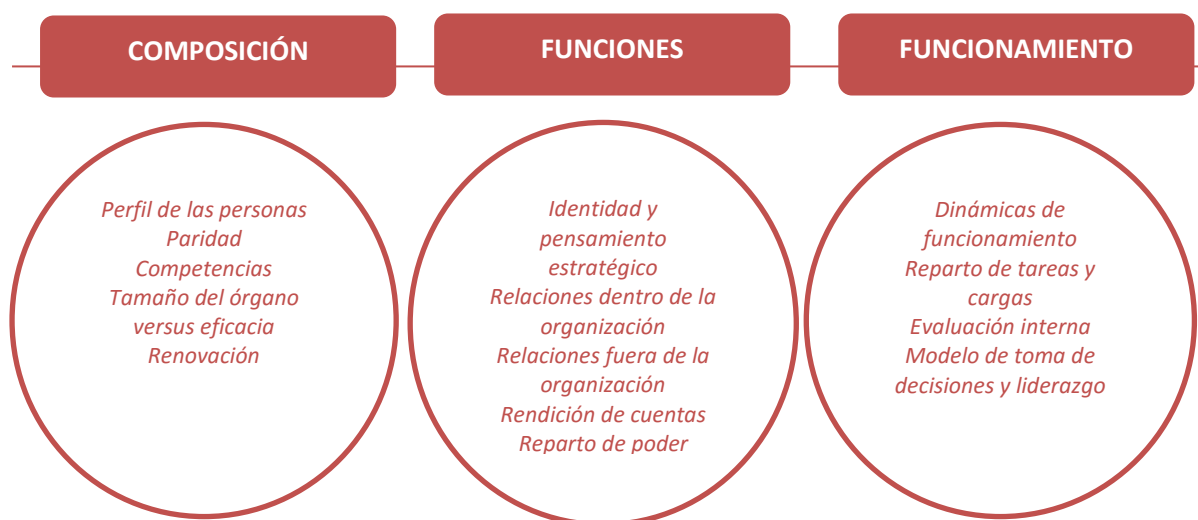 COMPOSICIÓN
Perfil de las personas
Paridad
Competencias
Tamaño del órgano
versus eficacia
Renovación
FUNCIONES
Identidad y
pensamiento
estratégico
Relaciones dentro de la
organización
Relaciones fuera de la
organización
Rendición de cuentas
Reparto de poder
FUNCIONAMIENTO
Dinámicas de
funcionamiento
Reparto de tareas y
cargas
Evaluación interna
Modelo de toma de
decisiones y liderazgo